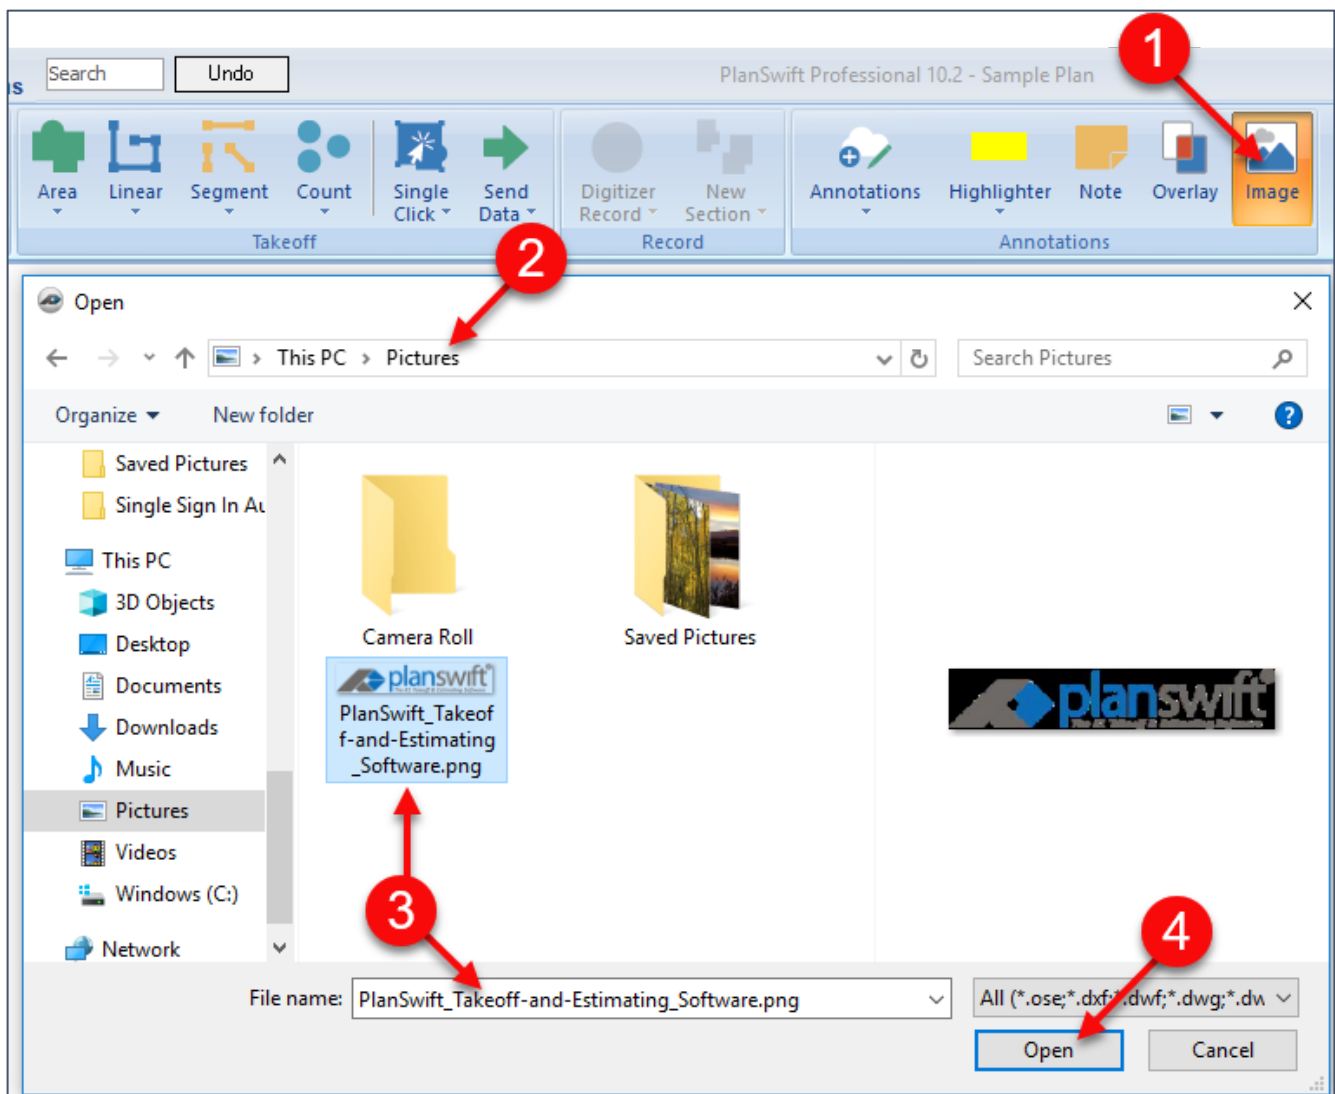 1
ns
Search
Undo
PlanSwift Professional 10.2 - Sample Plan
Area
Linear
Segment
Count
Single
Click
Send
Data
Digitizer
Record
New
Section
Annotations
Highlighter
Note
Overlay
Image
Takeoff
Record
Annotations
2
Open
This PC > Pictures
Search Pictures
Organize
New folder
?
Saved Pictures
Single Sign In Au
This PC
3D Objects
Desktop
Documents
Downloads
Music
Pictures
Videos
Windows (C:)
Network
Camera Roll
Saved Pictures
planswift
PlanSwift_Takeof
f-and-Estimating
_Software.png
planswift
3
4
File name:
PlanSwift_Takeoff-and-Estimating_Software.png
All (*.ose;*.dxf;*.dwf;*.dwg;*.dw
Open
Cancel